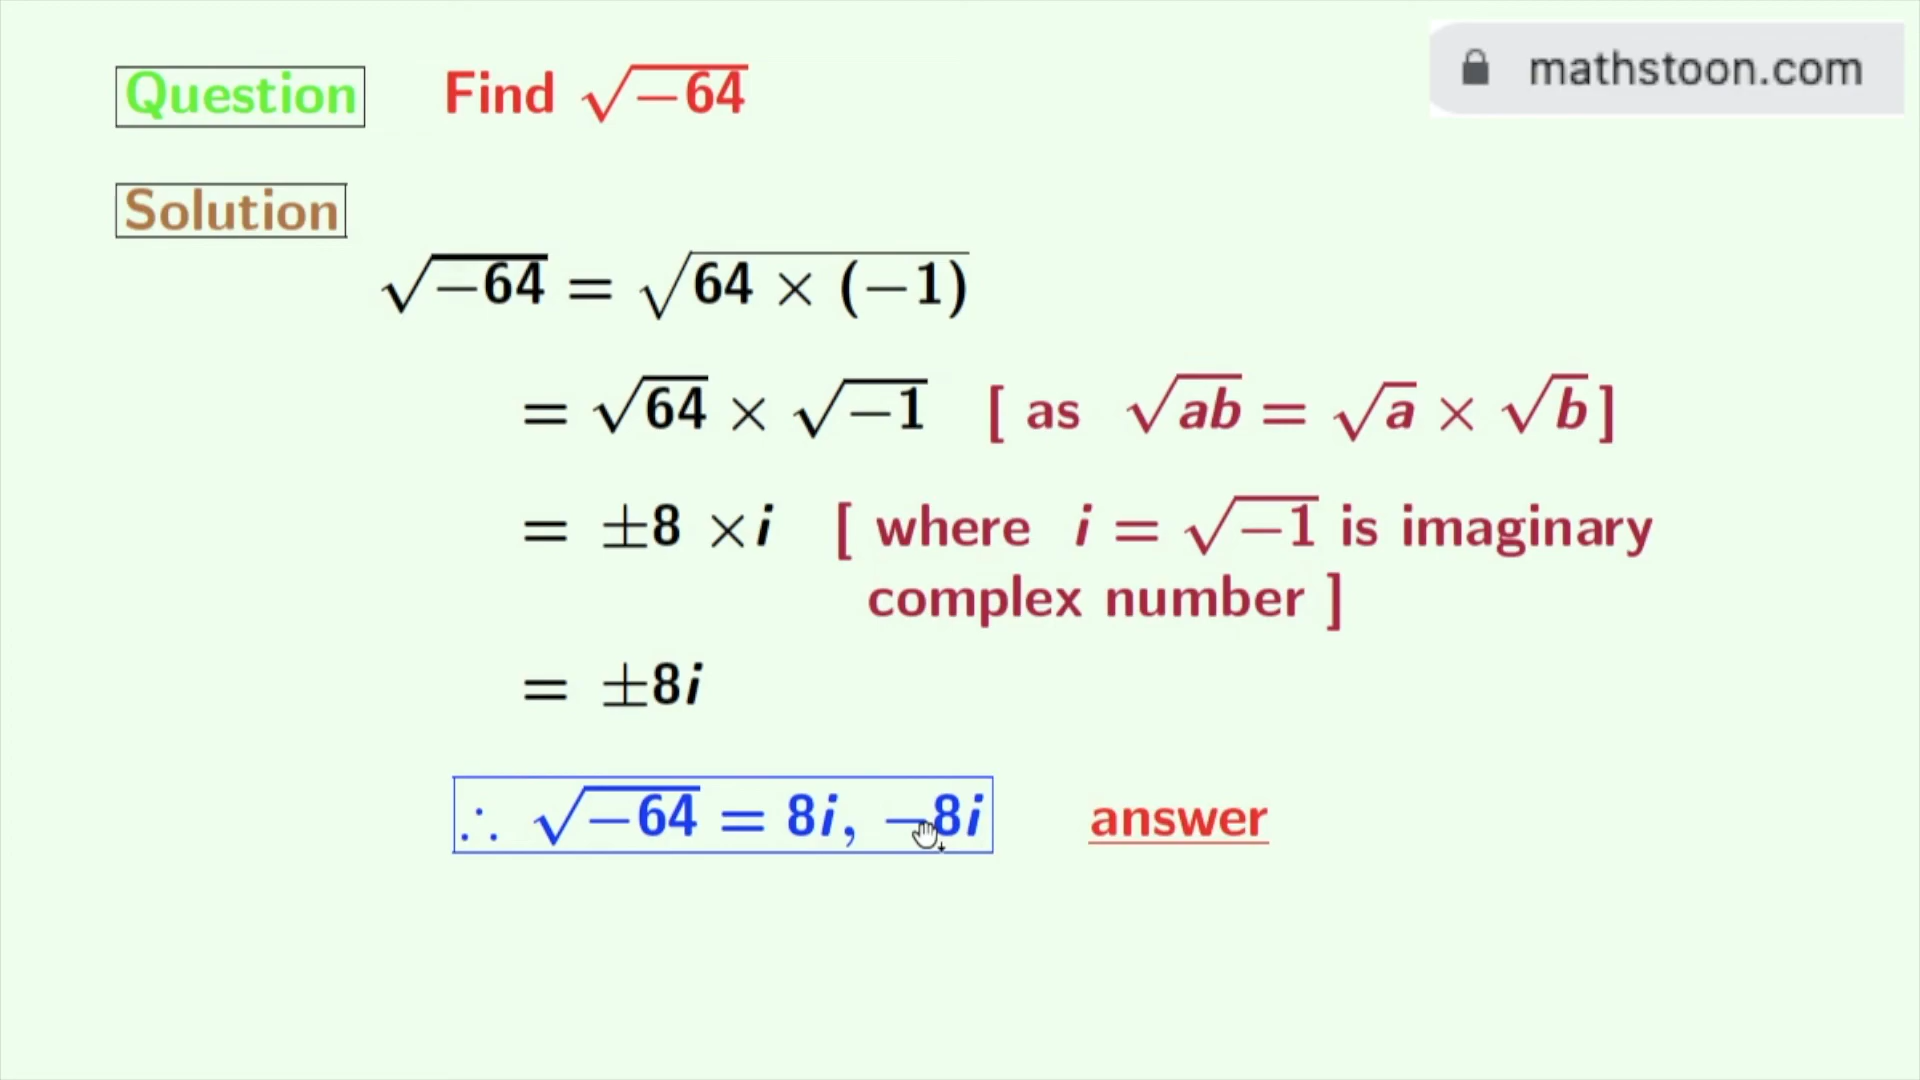 Question Find √−64 mathstoon.com
Solution
√−64 = √64 × (−1)
= √64 × √−1 [ as √ab = √a × √b ]
= ±8 × i [ where i = √−1 is imaginary
complex number ]
= ±8i
∴ √−64 = 8i, −8i answer